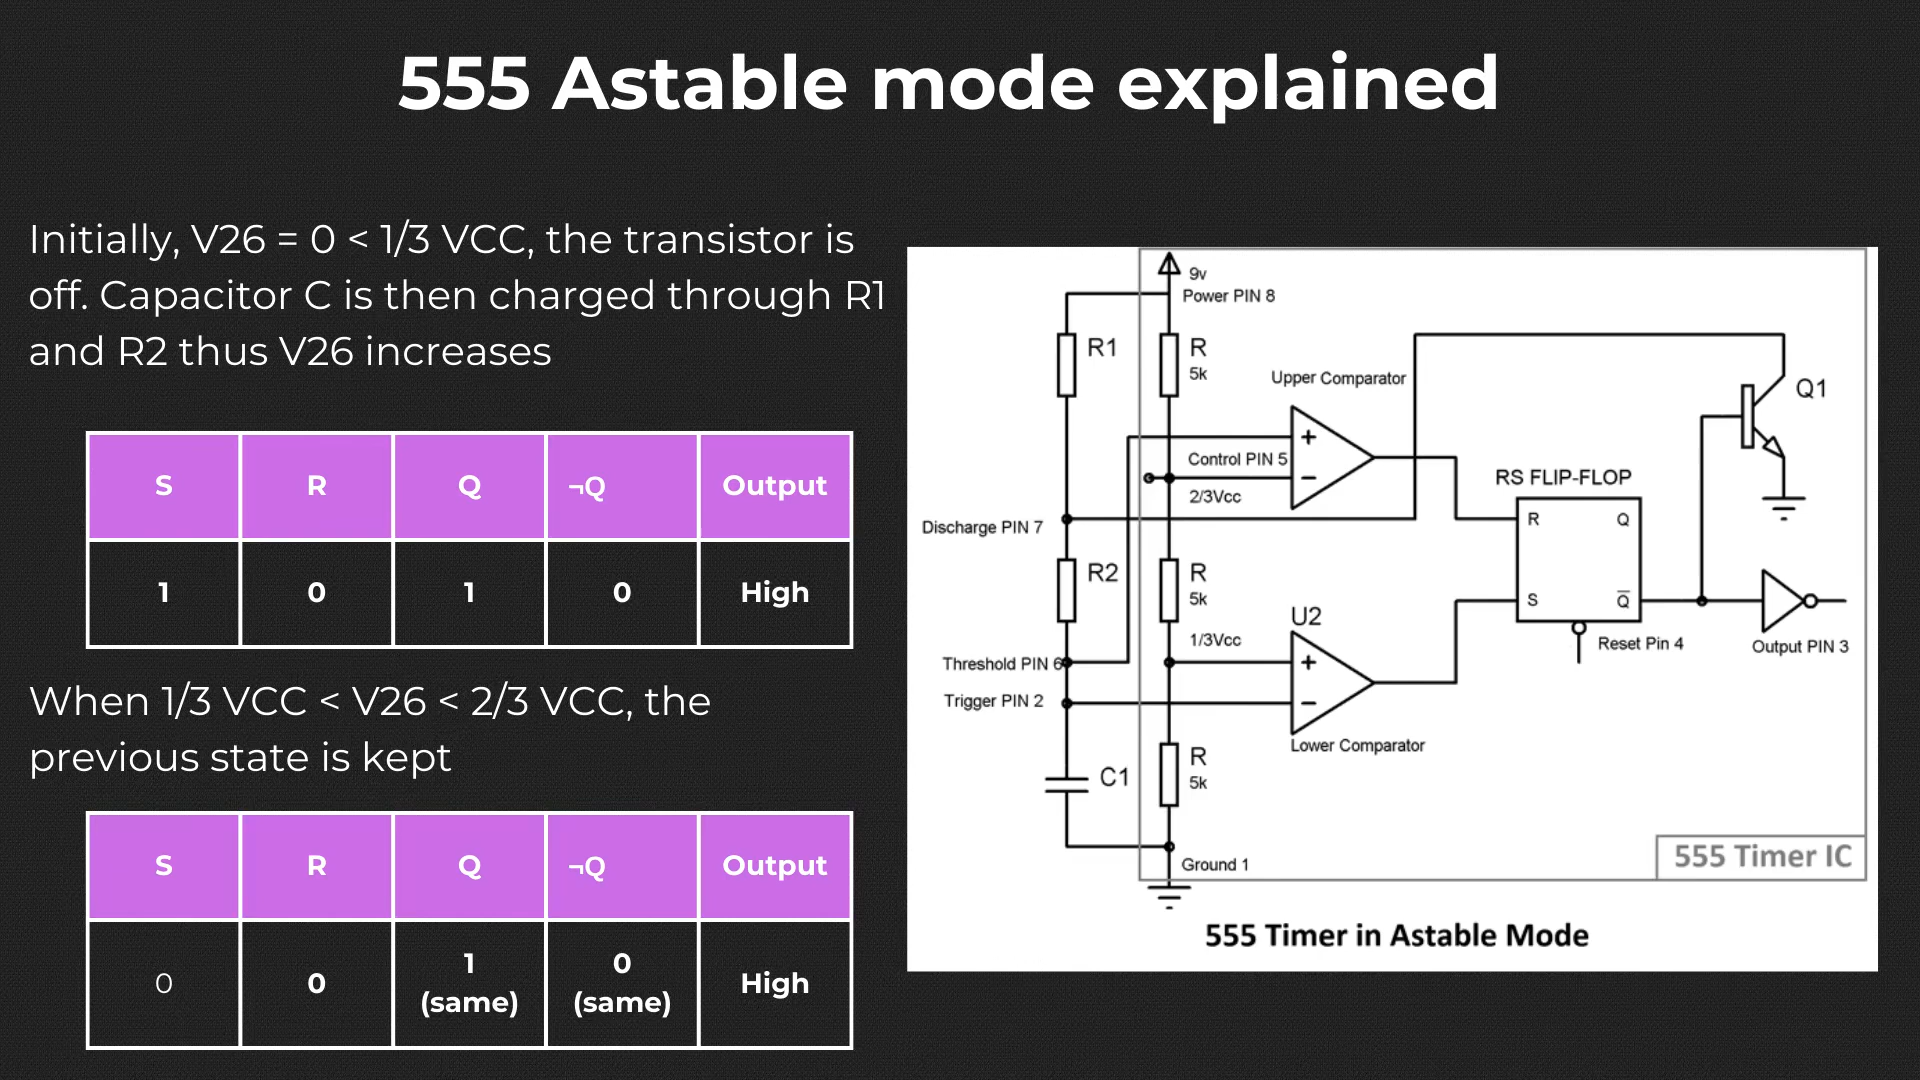 555 Astable mode explained
Initially, V26 = 0 < 1/3 VCC, the transistor is
off. Capacitor C is then charged through R1
and R2 thus V26 increases
S R Q ¬Q Output
1 0 1 0 High
When 1/3 VCC < V26 < 2/3 VCC, the
previous state is kept
S R Q ¬Q Output
0 0 1 (same) 0 (same) High
9v
Power PIN 8
R1
R
5k
Upper Comparator
Q1
+
Control PIN 5
−
2/3Vcc
RS FLIP-FLOP
R Q
Discharge PIN 7
R2
R
5k
U2
S Q̅
1/3Vcc
Reset Pin 4
Output PIN 3
Threshold PIN 6
+
Trigger PIN 2
−
Lower Comparator
C1
R
5k
Ground 1
555 Timer IC
555 Timer in Astable Mode